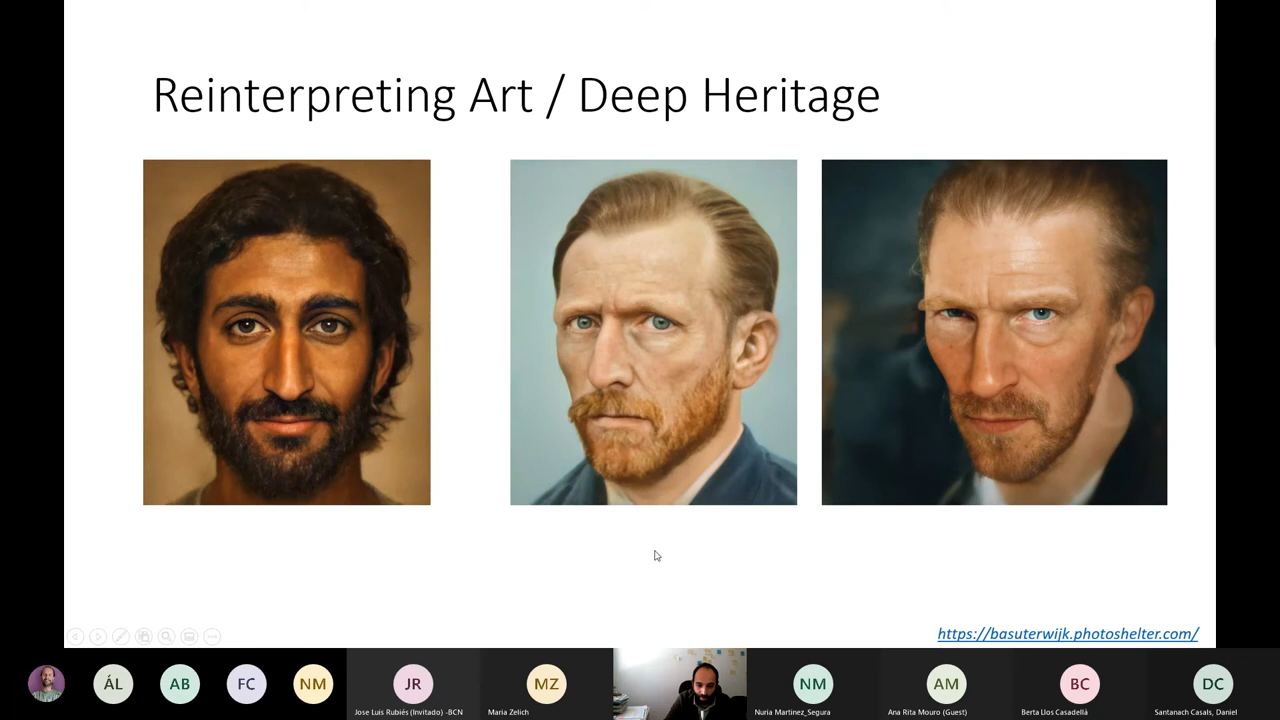 Reinterpreting Art / Deep Heritage
https://basuterwijk.photoshelter.com/
ÁL
AB
FC
NM
JR
MZ
NM
AM
BC
DC
Jose Luis Rubiés (Invitado) -BCN
Maria Zelich
Nuria Martinez_Segura
Ana Rita Mouro (Guest)
Berta Llos Casadellà
Santanach Casals, Daniel